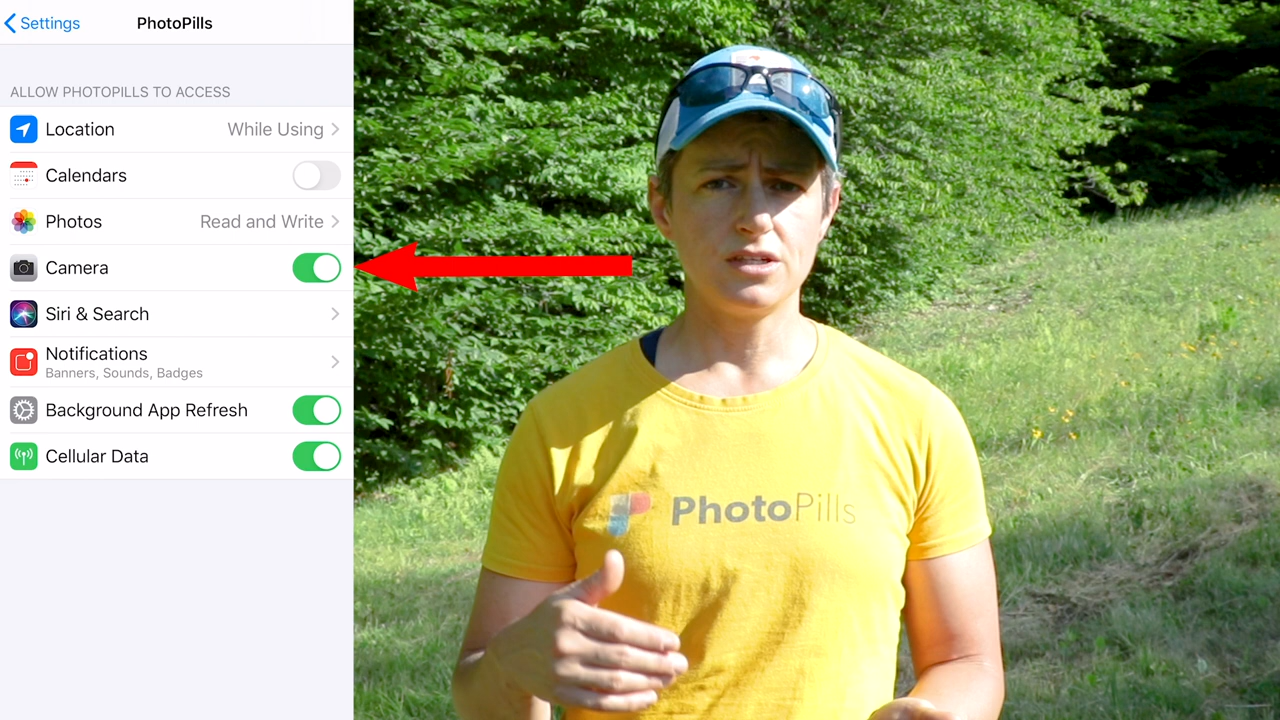 Settings
PhotoPills
ALLOW PHOTOPILLS TO ACCESS
Location While Using
Calendars
Photos Read and Write
Camera
Siri & Search
Notifications
Banners, Sounds, Badges
Background App Refresh
Cellular Data
PhotoPills